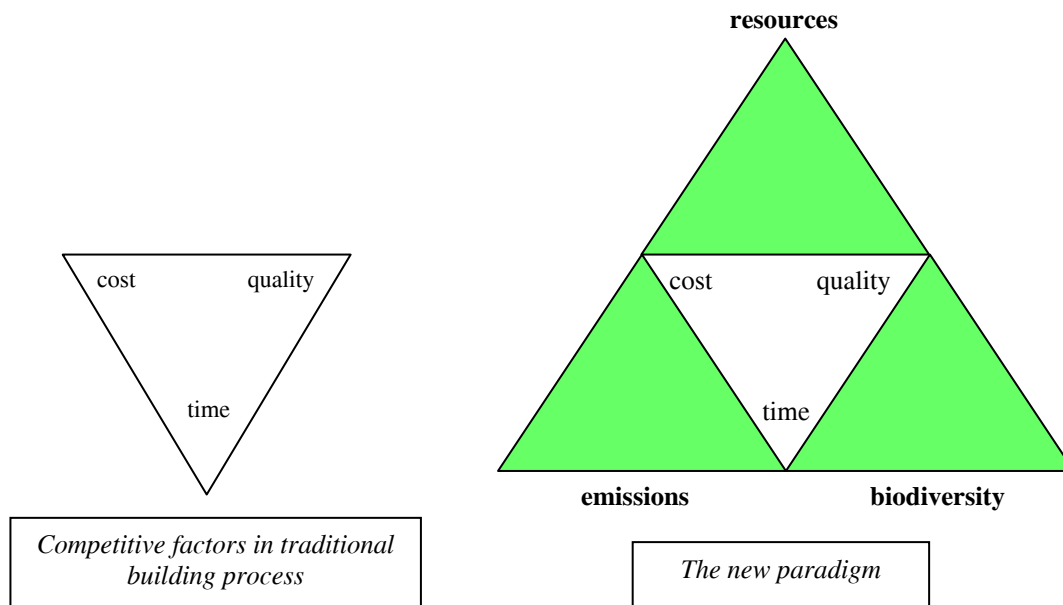 resources
cost quality
time
Competitive factors in traditional
building process
cost quality
time
emissions biodiversity
The new paradigm